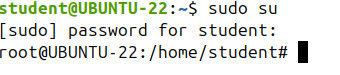 student@UBUNTU-22:~$ sudo su
[sudo] password for student:
root@UBUNTU-22:/home/student#